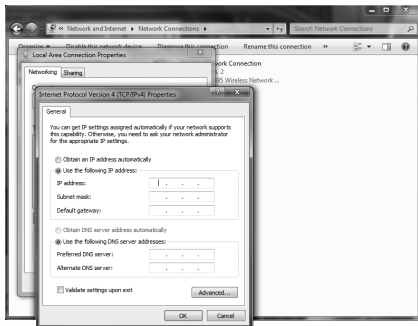 « Network and Internet ▸ Network Connections ▸
Search Network Connections
Organize ▾ Disable this network device Diagnose this connection Rename this connection »
Local Area Connection Properties
work Connection
2
95 Wireless Network ...
Networking Sharing
Internet Protocol Version 4 (TCP/IPv4) Properties
General
You can get IP settings assigned automatically if your network supports
this capability. Otherwise, you need to ask your network administrator
for the appropriate IP settings.
Obtain an IP address automatically
Use the following IP address:
IP address:
Subnet mask:
Default gateway:
Obtain DNS server address automatically
Use the following DNS server addresses:
Preferred DNS server:
Alternate DNS server:
Validate settings upon exit
Advanced...
OK Cancel